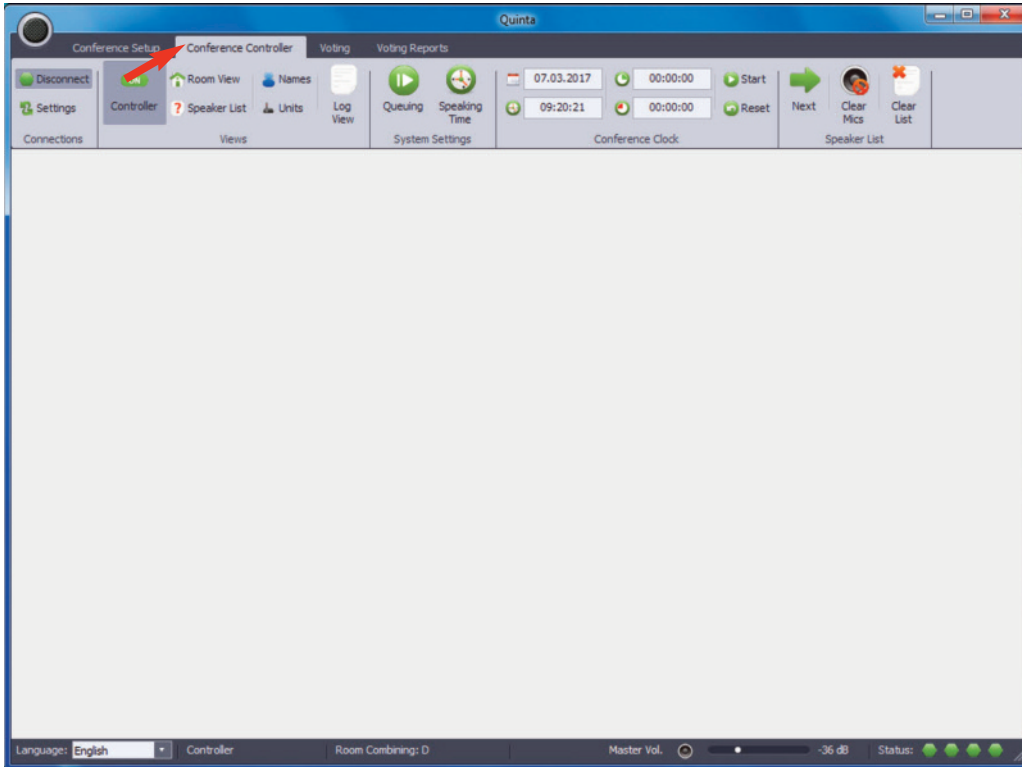 Quinta
Conference Setup Conference Controller Voting Voting Reports
Disconnect Room View Names 07.03.2017 00:00:00 Start
Settings Controller Speaker List Units Log View Queuing Speaking Time 09:20:21 00:00:00 Reset Next Clear Mics Clear List
Connections Views System Settings Conference Clock Speaker List
Language: English Controller Room Combining: D Master Vol. -36 dB Status: